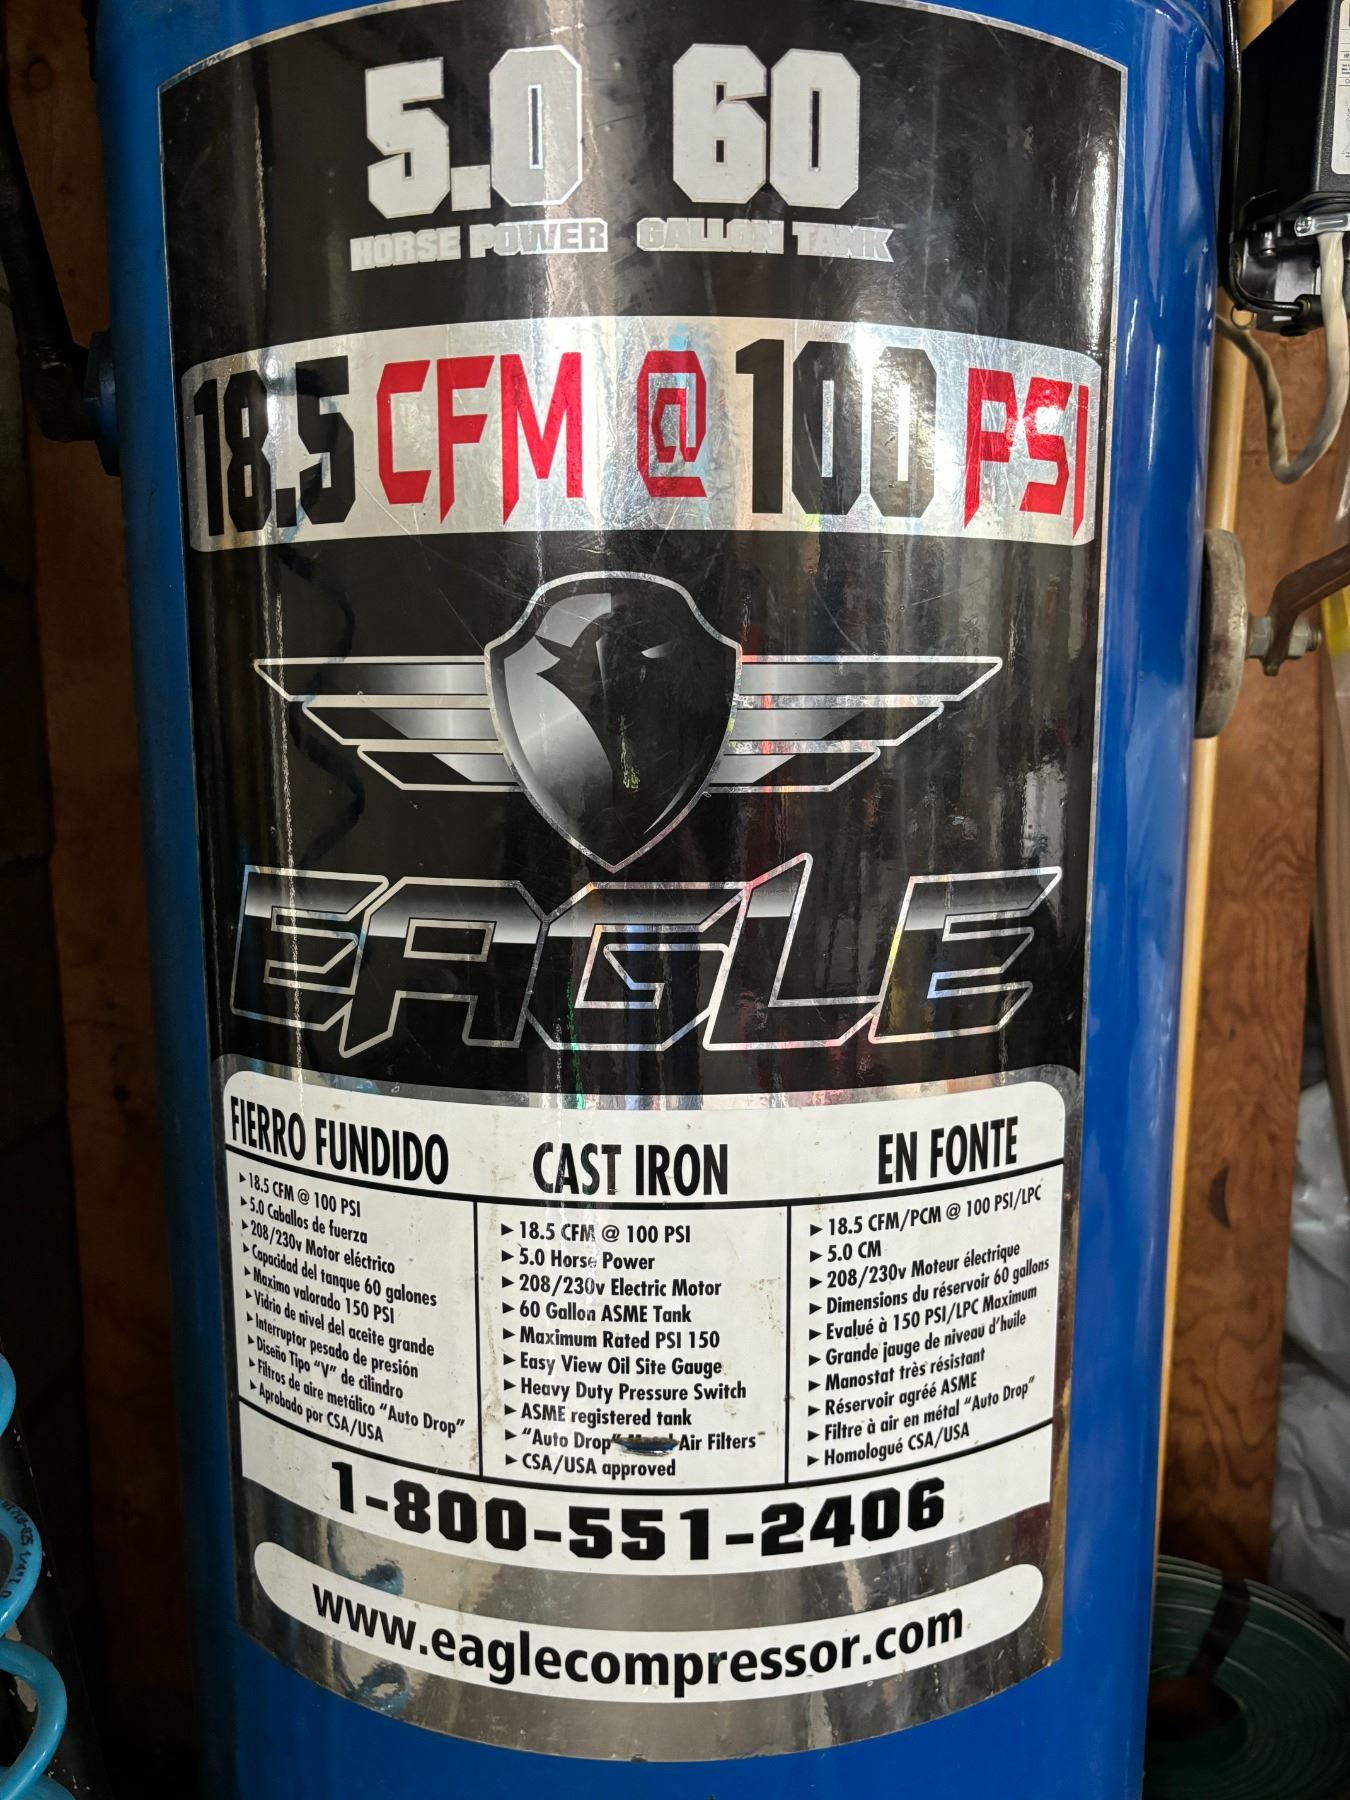 5.0 60
HORSE POWER GALLON TANK
18.5 CFM @ 100 PSI
EAGLE
FIERRO FUNDIDO
▸18.5 CFM @ 100 PSI
▸5.0 Caballos de fuerza
▸208/230v Motor eléctrico
▸Capacidad del tanque 60 galones
▸Maximo valorado 150 PSI
▸Vidrio de nivel del aceite grande
▸Interruptor pesado de presión
▸Diseño Tipo "V" de cilindro
▸Filtros de aire metálico "Auto Drop"
▸Aprobado por CSA/USA
CAST IRON
▸ 18.5 CFM @ 100 PSI
▸ 5.0 Horse Power
▸ 208/230v Electric Motor
▸ 60 Gallon ASME Tank
▸ Maximum Rated PSI 150
▸ Easy View Oil Site Gauge
▸ Heavy Duty Pressure Switch
▸ ASME registered tank
▸ "Auto Drop" Air Filters
▸ CSA/USA approved
EN FONTE
▸ 18.5 CFM/PCM @ 100 PSI/LPC
▸ 5.0 CM
▸ 208/230v Moteur électrique
▸ Dimensions du réservoir 60 gallons
▸ Evalué à 150 PSI/LPC Maximum
▸ Grande jauge de niveau d'huile
▸ Manostat très résistant
▸ Réservoir agréé ASME
▸ Filtre à air en métal "Auto Drop"
▸ Homologué CSA/USA
1-800-551-2406
www.eaglecompressor.com